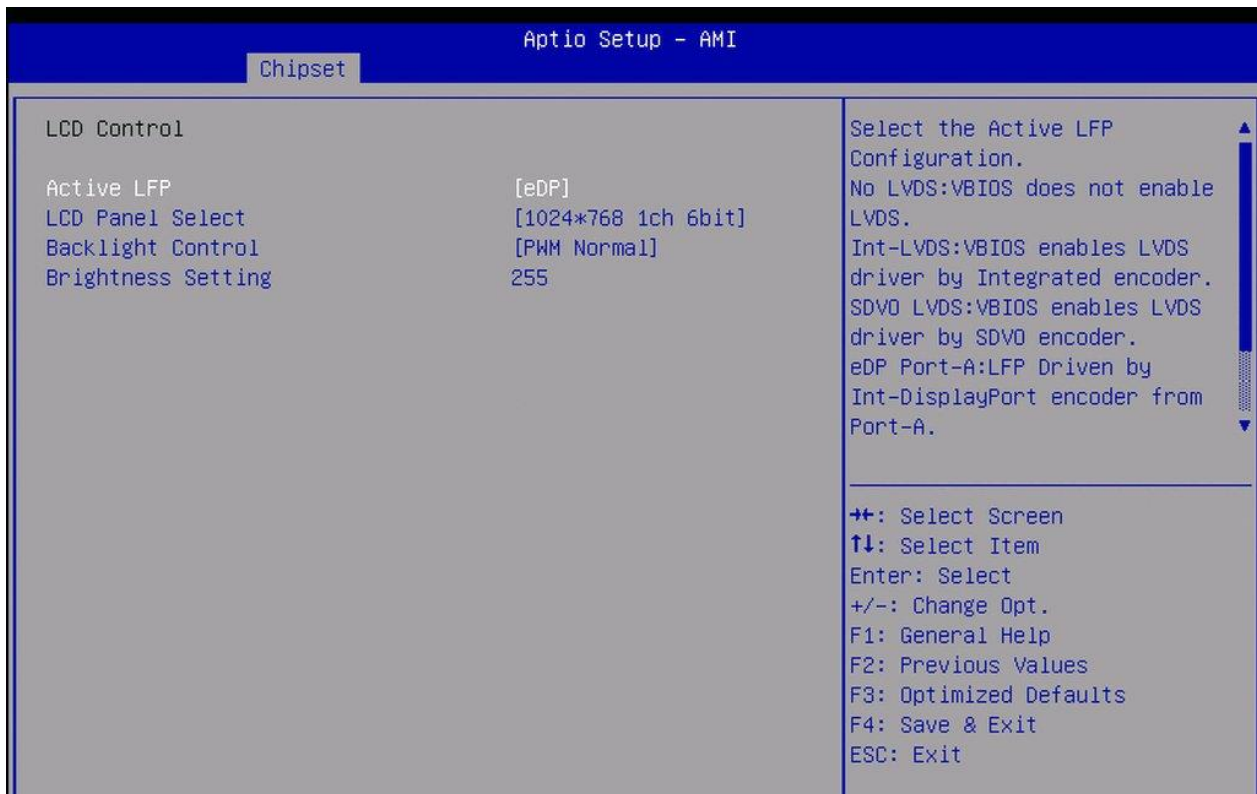 Aptio Setup – AMI
Chipset
LCD Control
Active LFP [eDP]
LCD Panel Select [1024*768 1ch 6bit]
Backlight Control [PWM Normal]
Brightness Setting 255
Select the Active LFP
Configuration.
No LVDS:VBIOS does not enable
LVDS.
Int-LVDS:VBIOS enables LVDS
driver by Integrated encoder.
SDVO LVDS:VBIOS enables LVDS
driver by SDVO encoder.
eDP Port-A:LFP Driven by
Int-DisplayPort encoder from
Port-A.
→←: Select Screen
↑↓: Select Item
Enter: Select
+/-: Change Opt.
F1: General Help
F2: Previous Values
F3: Optimized Defaults
F4: Save & Exit
ESC: Exit